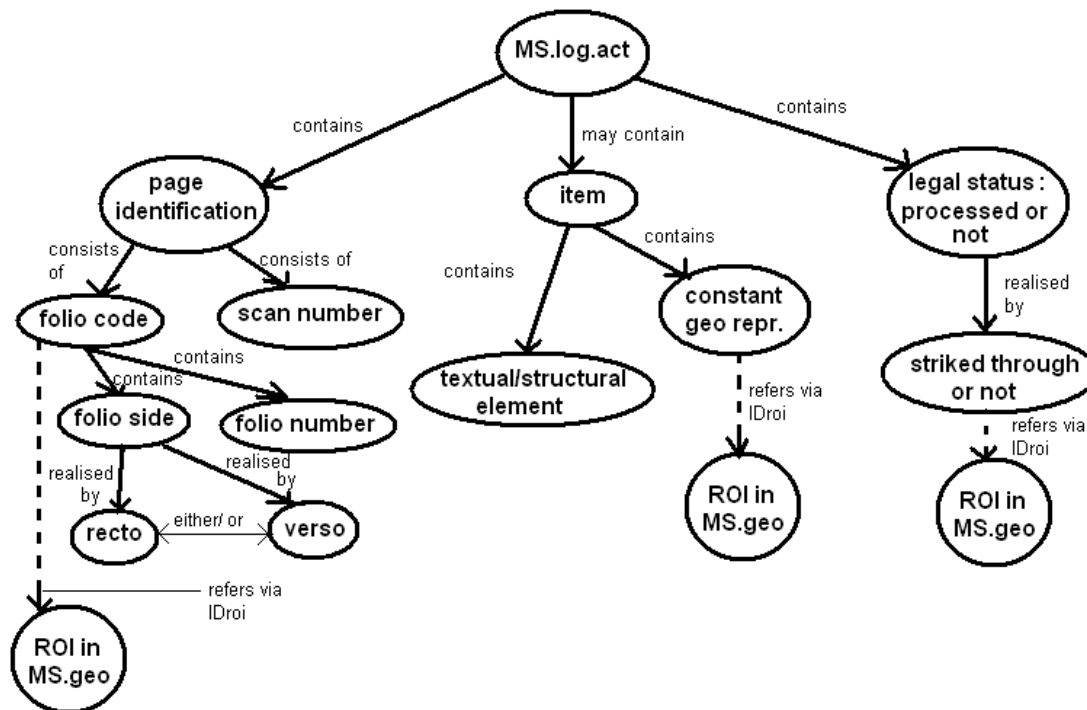 MS.log.act
contains
may contain
contains
page
identification
item
legal status :
processed or
not
consists
of
consists of
contains
contains
realised
by
folio code
scan number
constant
geo repr.
contains
contains
textual/structural
element
striked through
or not
refers via
IDroi
refers via
IDroi
folio side
folio number
realised
by
realised
by
ROI in
MS.geo
ROI in
MS.geo
recto
either/ or
verso
refers via
IDroi
ROI in
MS.geo